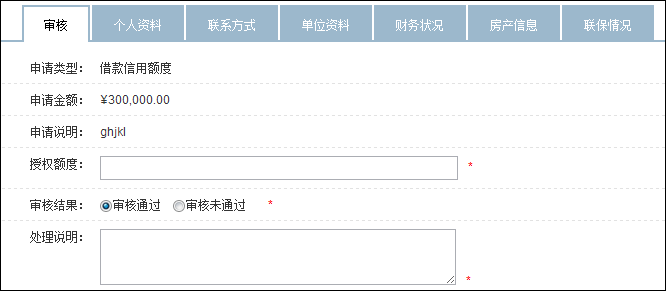 审核 个人资料 联系方式 单位资料 财务状况 房产信息 联保情况
申请类型： 借款信用额度
申请金额： ¥300,000.00
申请说明： ghjkl
授权额度： *
审核结果： 审核通过 审核未通过 *
处理说明： *